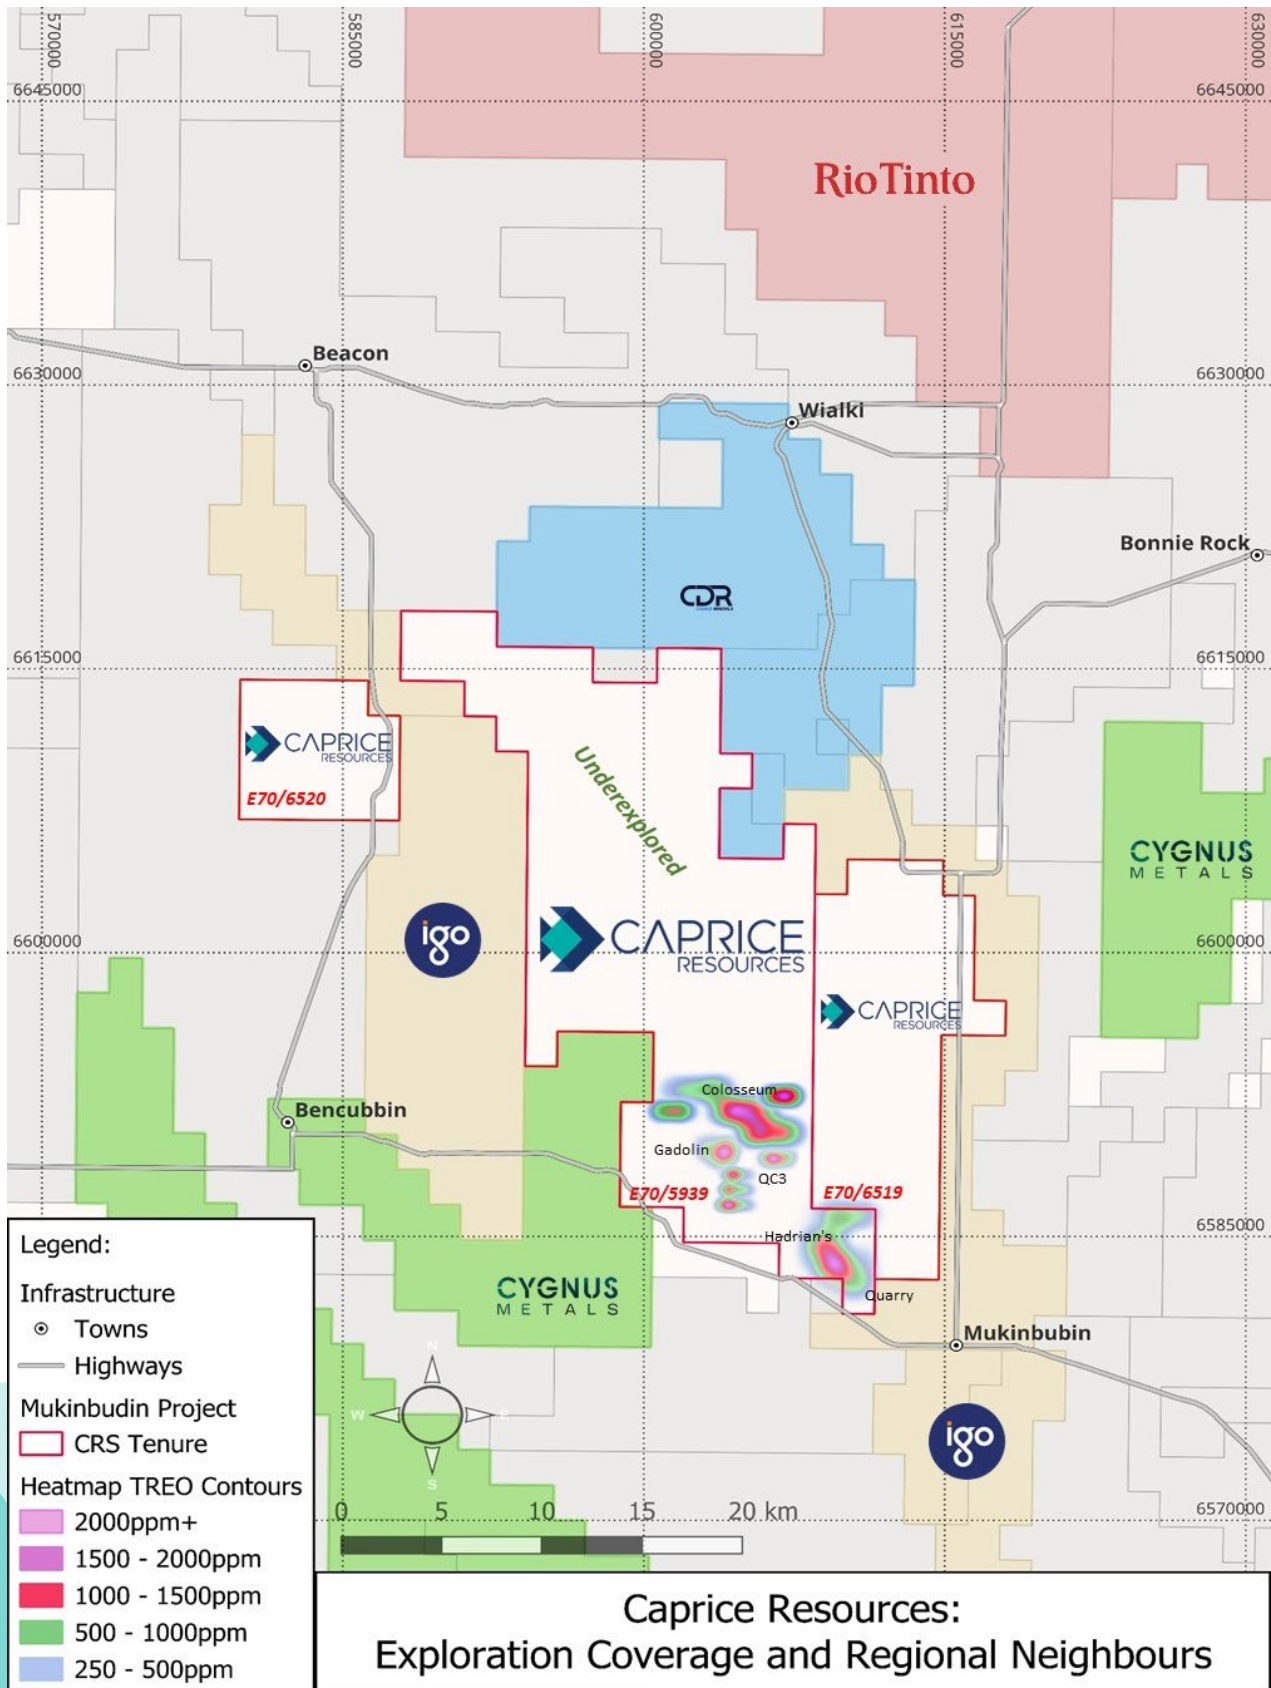 570000
585000
600000
615000
630000
6645000
6645000
RioTinto
Beacon
6630000
6630000
Wialki
Bonnie Rock
CDR
6615000
6615000
CAPRICE
RESOURCES
E70/6520
Underexplored
CYGNUS
METALS
igo
CAPRICE
RESOURCES
6600000
6600000
CAPRICE
RESOURCES
Colosseum
Bencubbin
Gadolin
QC3
E70/5939
E70/6519
Hadrian's
6585000
Quarry
CYGNUS
METALS
Mukinbubin
igo
N
W
E
S
0 5 10 15 20 km
6570000
Legend:
Infrastructure
Towns
Highways
Mukinbudin Project
CRS Tenure
Heatmap TREO Contours
2000ppm+
1500 - 2000ppm
1000 - 1500ppm
500 - 1000ppm
250 - 500ppm
Caprice Resources:
Exploration Coverage and Regional Neighbours